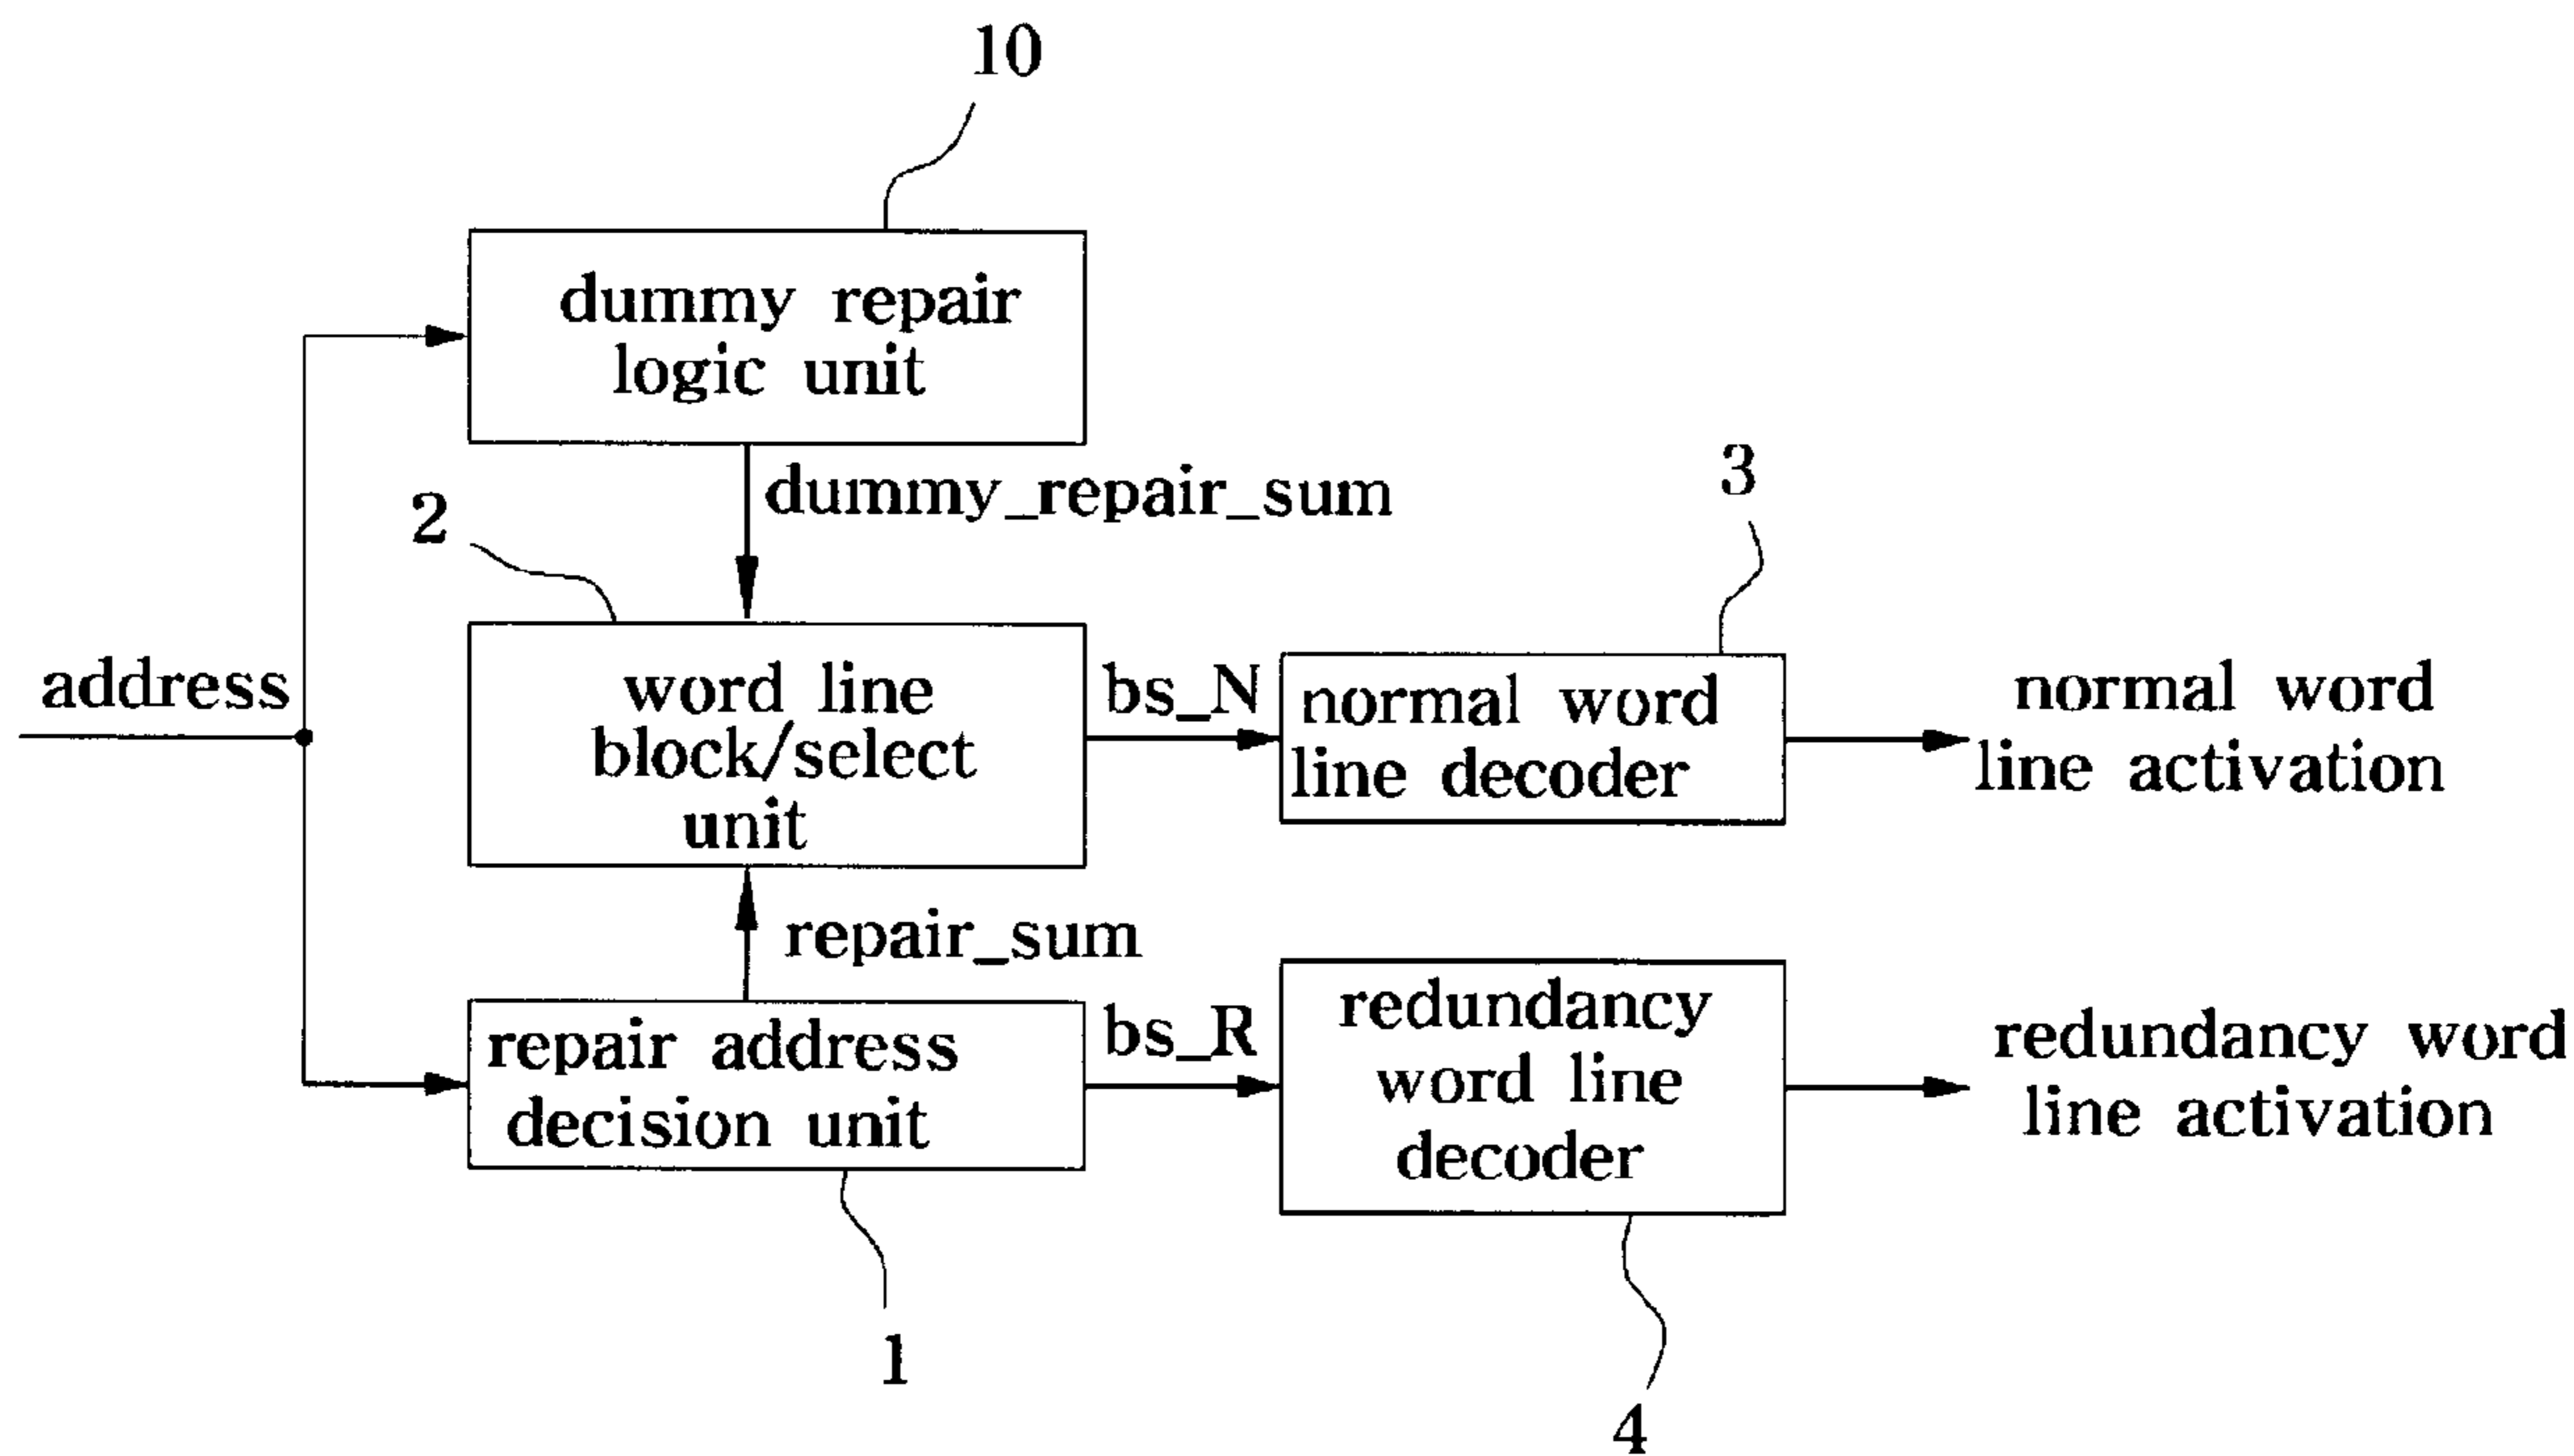 10
dummy repair
logic unit
dummy_repair_sum
2
3
address
word line
block/select
unit
bs_N
normal word
line decoder
normal word
line activation
repair_sum
repair address
decision unit
bs_R
redundancy
word line
decoder
redundancy word
line activation
1
4